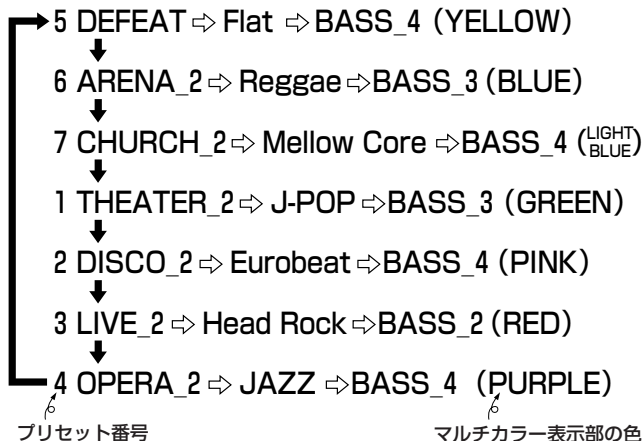 5 DEFEAT ⇨ Flat ⇨ BASS_4 (YELLOW)
6 ARENA_2 ⇨ Reggae ⇨ BASS_3 (BLUE)
7 CHURCH_2 ⇨ Mellow Core ⇨ BASS_4 (LIGHT BLUE)
1 THEATER_2 ⇨ J-POP ⇨ BASS_3 (GREEN)
2 DISCO_2 ⇨ Eurobeat ⇨ BASS_4 (PINK)
3 LIVE_2 ⇨ Head Rock ⇨ BASS_2 (RED)
4 OPERA_2 ⇨ JAZZ ⇨ BASS_4 (PURPLE)
プリセット番号 マルチカラー表示部の色